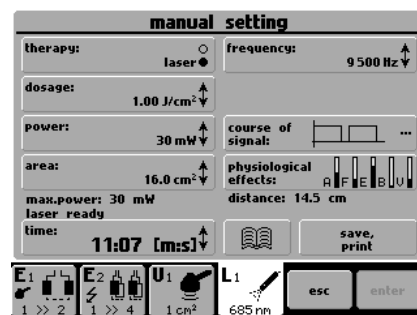 manual setting
therapy:
laser
frequency:
9 500 Hz
dosage:
1.00 J/cm²
power:
30 mW
course of
signal:
...
area:
16.0 cm²
physiological
effects:
A F E B U
max.power: 30 mW
laser ready
distance: 14.5 cm
time:
11:07 [m:s]
save,
print
E1
1 >> 2
E2
1 >> 4
U1
1 cm²
L1
685 nm
esc
enter